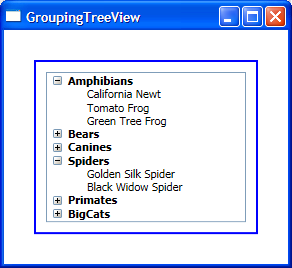 GroupingTreeView
Amphibians
California Newt
Tomato Frog
Green Tree Frog
Bears
Canines
Spiders
Golden Silk Spider
Black Widow Spider
Primates
BigCats